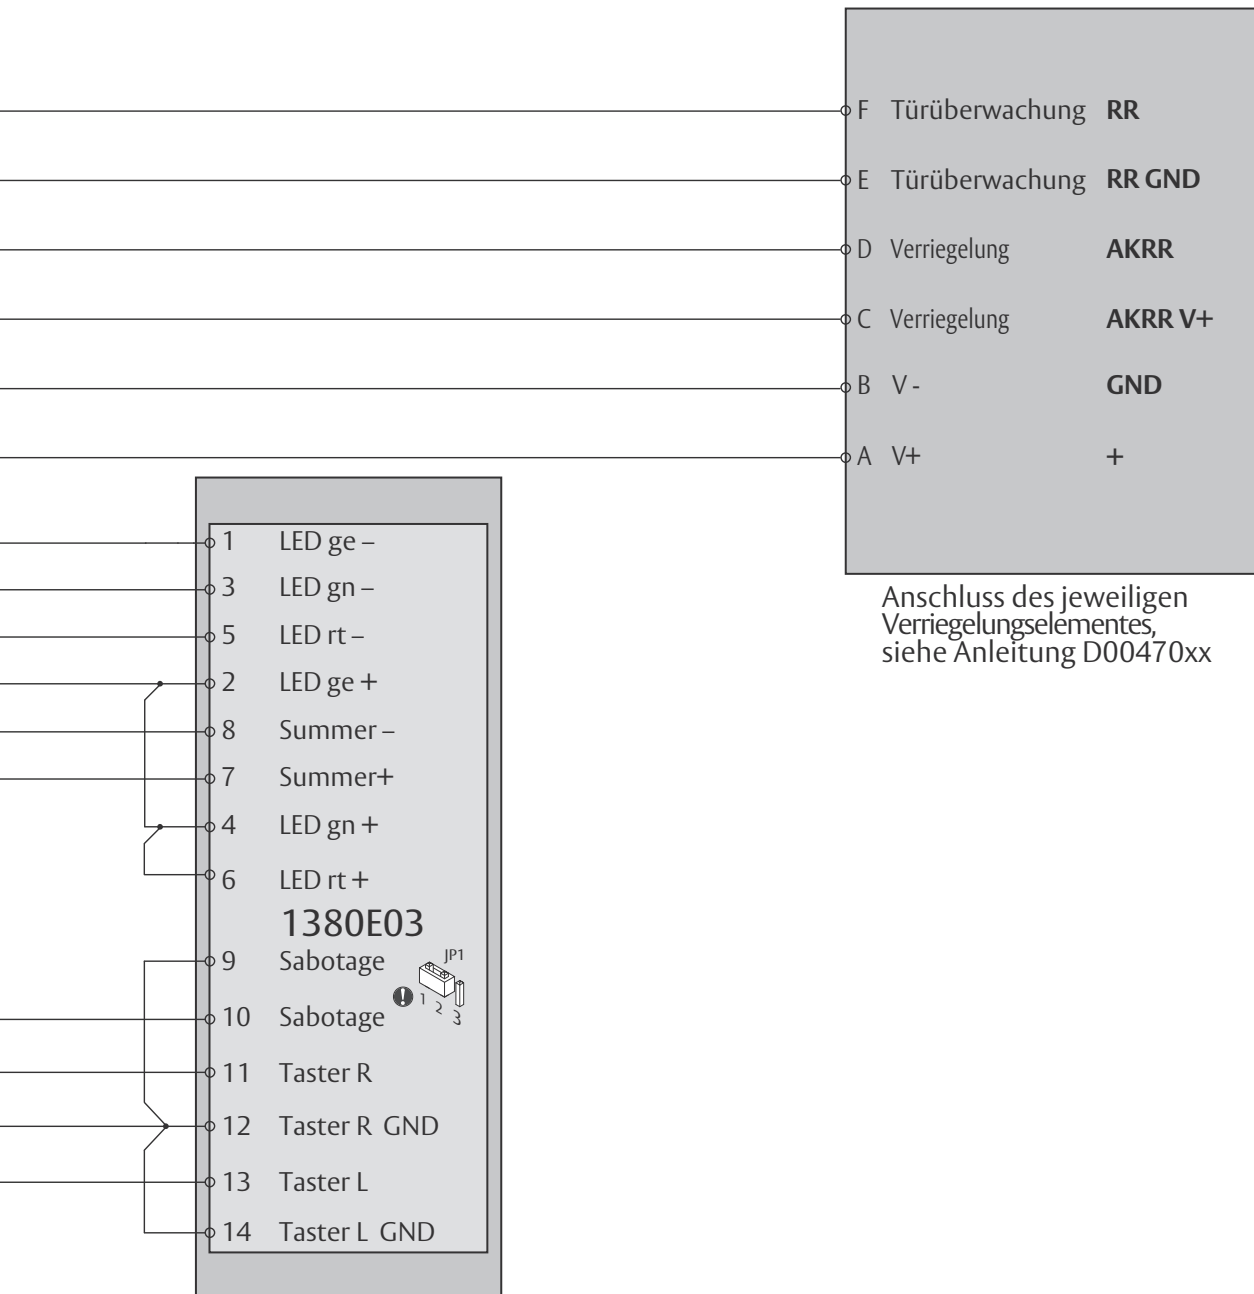 F Türüberwachung RR
E Türüberwachung RR GND
D Verriegelung AKRR
C Verriegelung AKRR V+
B V - GND
A V+ +
Anschluss des jeweiligen
Verriegelungselementes,
siehe Anleitung D00470xx
1 LED ge –
3 LED gn –
5 LED rt –
2 LED ge +
8 Summer –
7 Summer+
4 LED gn +
6 LED rt +
1380E03
9 Sabotage
JP1
! 1 2 3
10 Sabotage
11 Taster R
12 Taster R GND
13 Taster L
14 Taster L GND